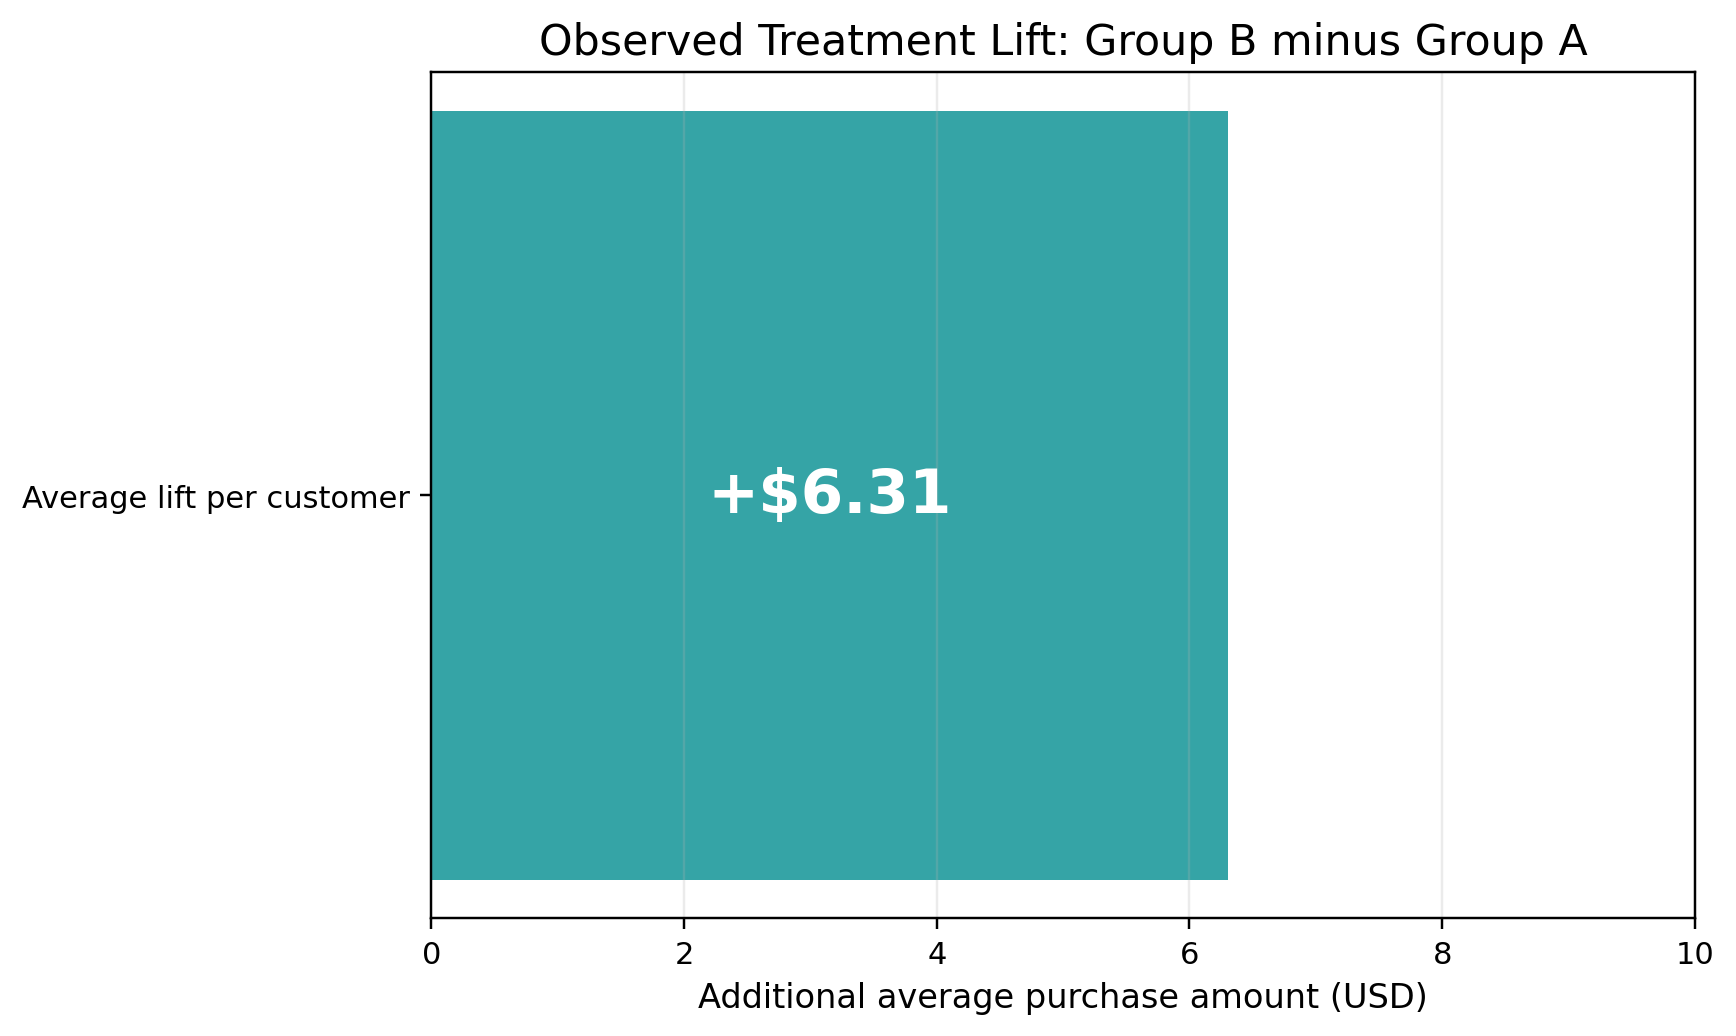 Observed Treatment Lift: Group B minus Group A
Average lift per customer
+$6.31
0 2 4 6 8 10
Additional average purchase amount (USD)